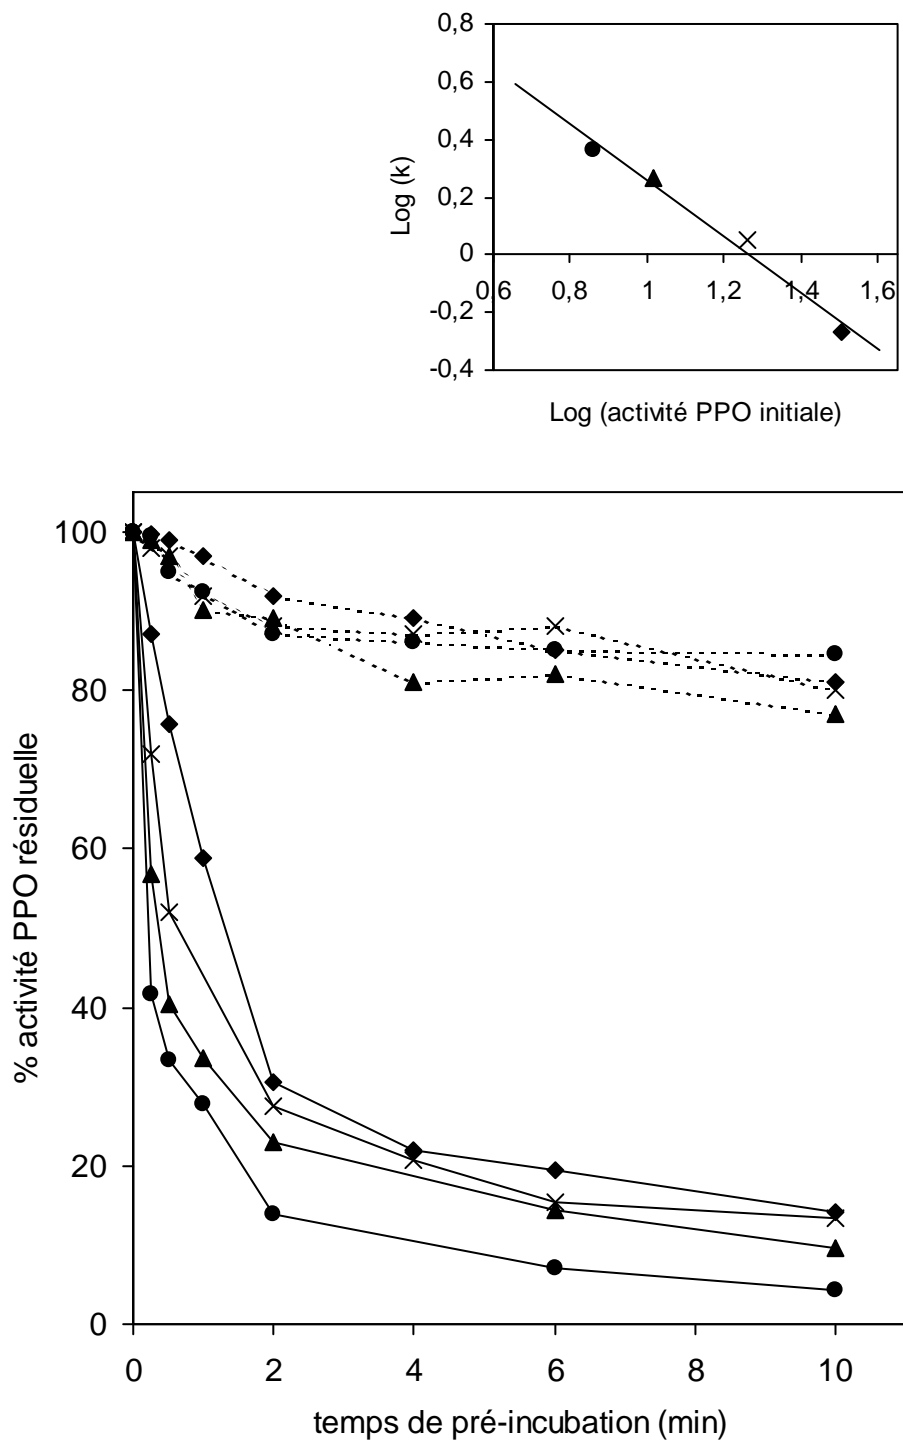 0,8
0,6
0,4
0,2
0
-0,2
-0,4
Log (k)
0,6 0,8 1 1,2 1,4 1,6
Log (activité PPO initiale)
100
80
60
40
20
0
% activité PPO résiduelle
0 2 4 6 8 10
temps de pré-incubation (min)